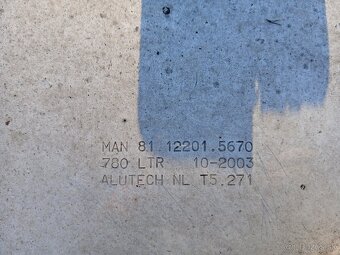 MAN 81.12201.5670
780 LTR 10-2003
ALUTECH NL T5.271